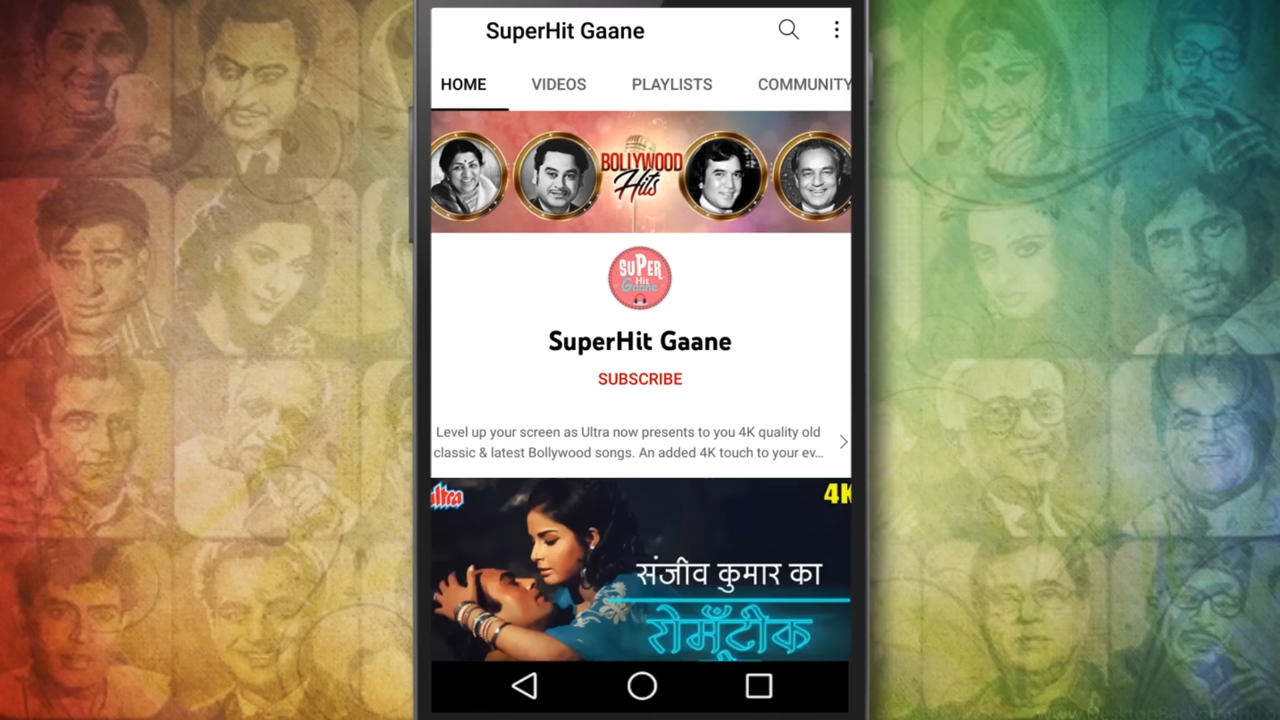 SuperHit Gaane
HOME VIDEOS PLAYLISTS COMMUNITY
BOLLYWOOD
Hits
SUPER
Hit
Gaane
SuperHit Gaane
SUBSCRIBE
Level up your screen as Ultra now presents to you 4K quality old
classic & latest Bollywood songs. An added 4K touch to your ev...
ultra 4K
संजीव कुमार का
रोमँटीक